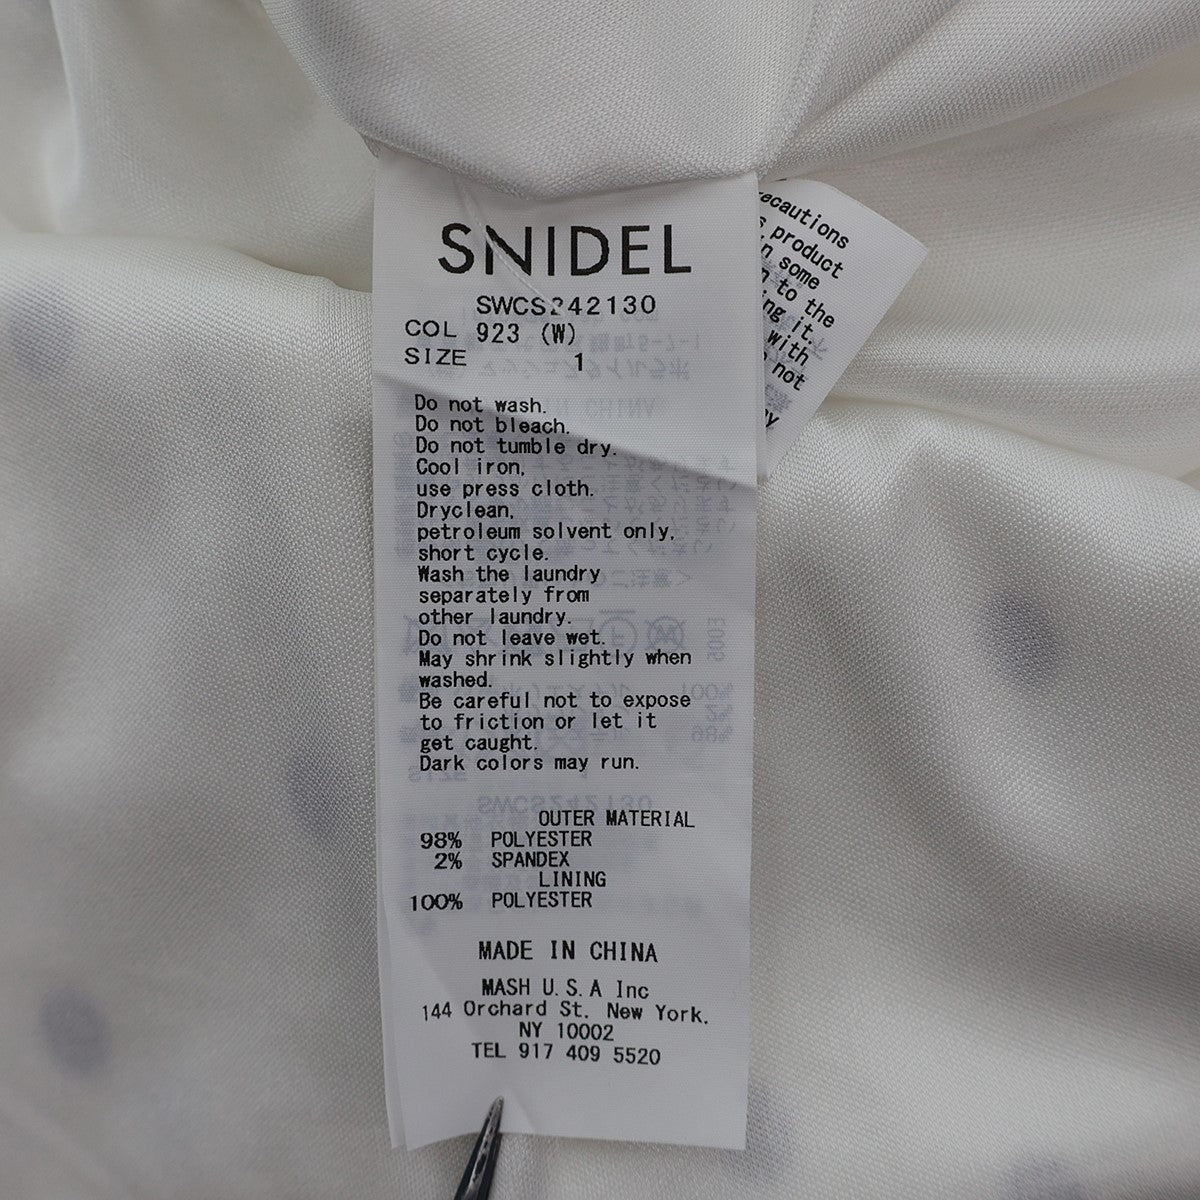 SNIDEL
SWCS242130
COL 923 (W)
SIZE 1
Do not wash.
Do not bleach.
Do not tumble dry.
Cool iron,
use press cloth.
Dryclean,
petroleum solvent only,
short cycle.
Wash the laundry
separately from
other laundry.
Do not leave wet.
May shrink slightly when
washed.
Be careful not to expose
to friction or let it
get caught.
Dark colors may run.
OUTER MATERIAL
98% POLYESTER
2% SPANDEX
LINING
100% POLYESTER
MADE IN CHINA
MASH U.S.A Inc
144 Orchard St. New York.
NY 10002
TEL 917 409 5520
product
some
to the
it.
with
not